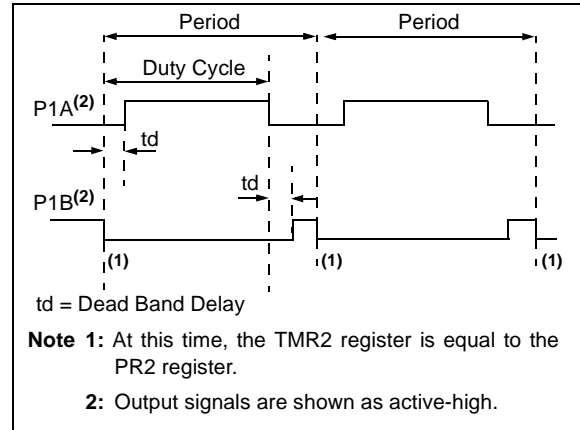 Period Period
Duty Cycle
P1A(2)
td
td
P1B(2)
(1) (1) (1)
td = Dead Band Delay
Note 1: At this time, the TMR2 register is equal to the
PR2 register.
2: Output signals are shown as active-high.